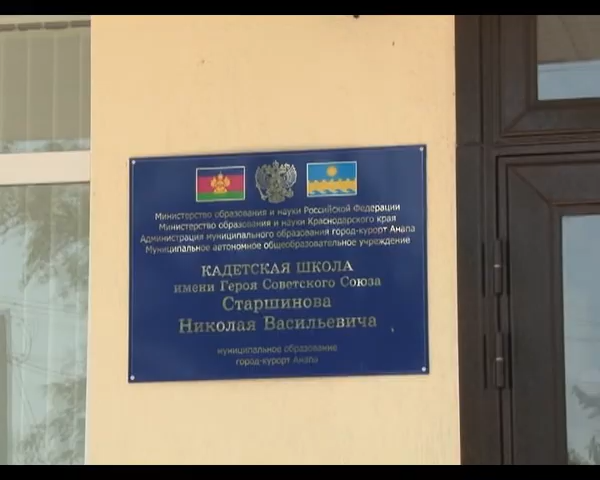 Министерство образования и науки Российской Федерации
Министерство образования и науки Краснодарского края
Администрация муниципального образования город-курорт Анапа
Муниципальное автономное общеобразовательное учреждение
КАДЕТСКАЯ ШКОЛА
имени Героя Советского Союза
Старшинова
Николая Васильевича
муниципальное образование
город-курорт Анапа